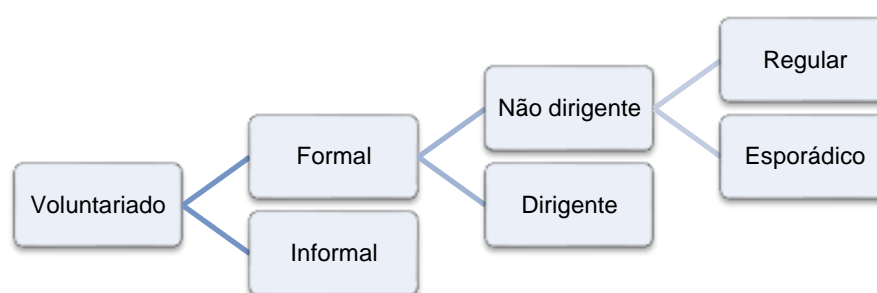 Voluntariado
Formal
Informal
Não dirigente
Dirigente
Regular
Esporádico